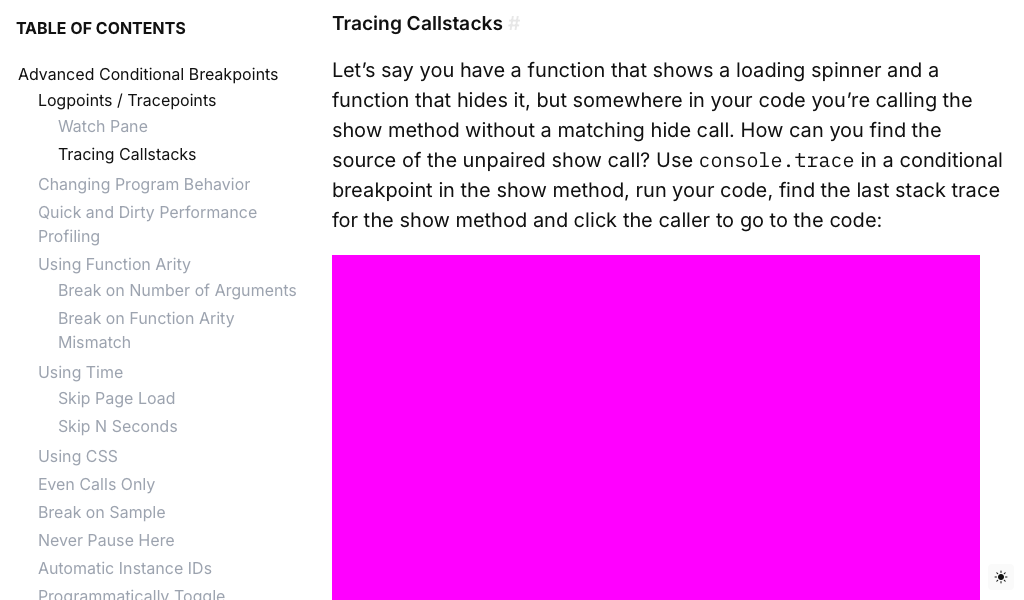 TABLE OF CONTENTS
Advanced Conditional Breakpoints
Logpoints / Tracepoints
Watch Pane
Tracing Callstacks
Changing Program Behavior
Quick and Dirty Performance
Profiling
Using Function Arity
Break on Number of Arguments
Break on Function Arity
Mismatch
Using Time
Skip Page Load
Skip N Seconds
Using CSS
Even Calls Only
Break on Sample
Never Pause Here
Automatic Instance IDs
Programmatically Toggle
Tracing Callstacks #
Let’s say you have a function that shows a loading spinner and a
function that hides it, but somewhere in your code you’re calling the
show method without a matching hide call. How can you find the
source of the unpaired show call? Use console.trace in a conditional
breakpoint in the show method, run your code, find the last stack trace
for the show method and click the caller to go to the code: